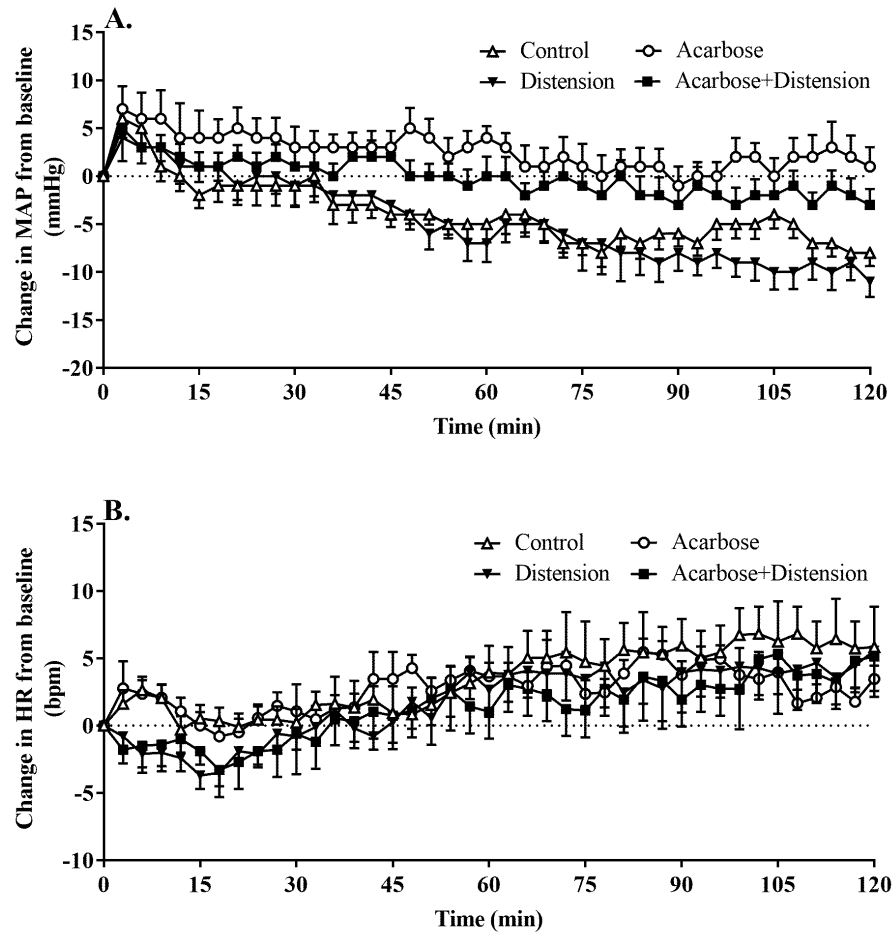 A.
Change in MAP from baseline
(mmHg)
15
10
5
0
-5
-10
-15
-20
Control
Acarbose
Distension
Acarbose+Distension
0 15 30 45 60 75 90 105 120
Time (min)
B.
Change in HR from baseline
(bpm)
15
10
5
0
-5
-10
Control
Acarbose
Distension
Acarbose+Distension
0 15 30 45 60 75 90 105 120
Time (min)